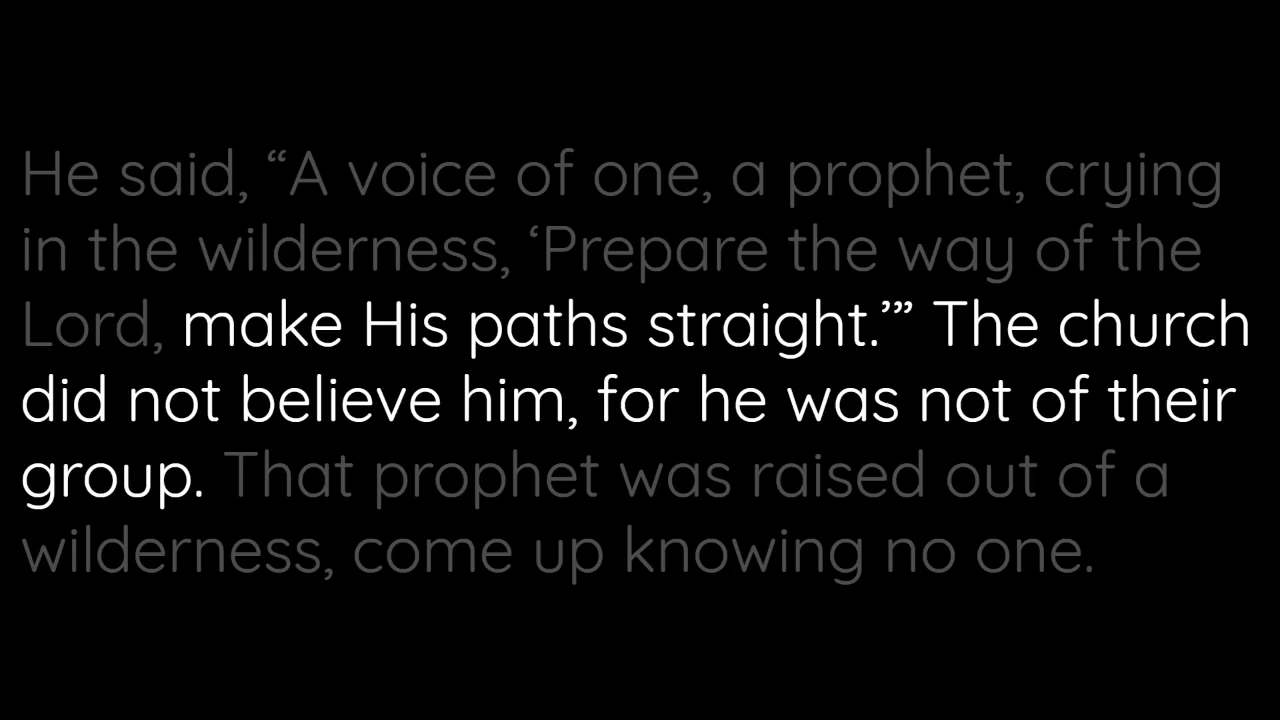 He said, “A voice of one, a prophet, crying
in the wilderness, ‘Prepare the way of the
Lord, make His paths straight.’” The church
did not believe him, for he was not of their
group. That prophet was raised out of a
wilderness, come up knowing no one.